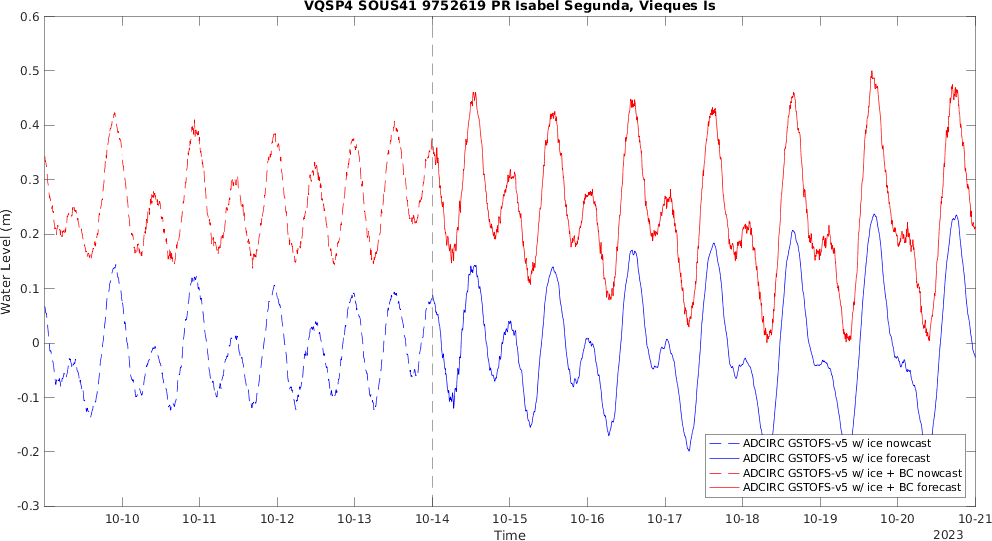 VQSP4 SOUS41 9752619 PR Isabel Segunda, Vieques Is
0.6
0.5
0.4
0.3
0.2
0.1
0
-0.1
-0.2
-0.3
Water Level (m)
ADCIRC GSTOFS-v5 w/ ice nowcast
ADCIRC GSTOFS-v5 w/ ice forecast
ADCIRC GSTOFS-v5 w/ ice + BC nowcast
ADCIRC GSTOFS-v5 w/ ice + BC forecast
10-10 10-11 10-12 10-13 10-14 10-15 10-16 10-17 10-18 10-19 10-20 10-21
Time
2023